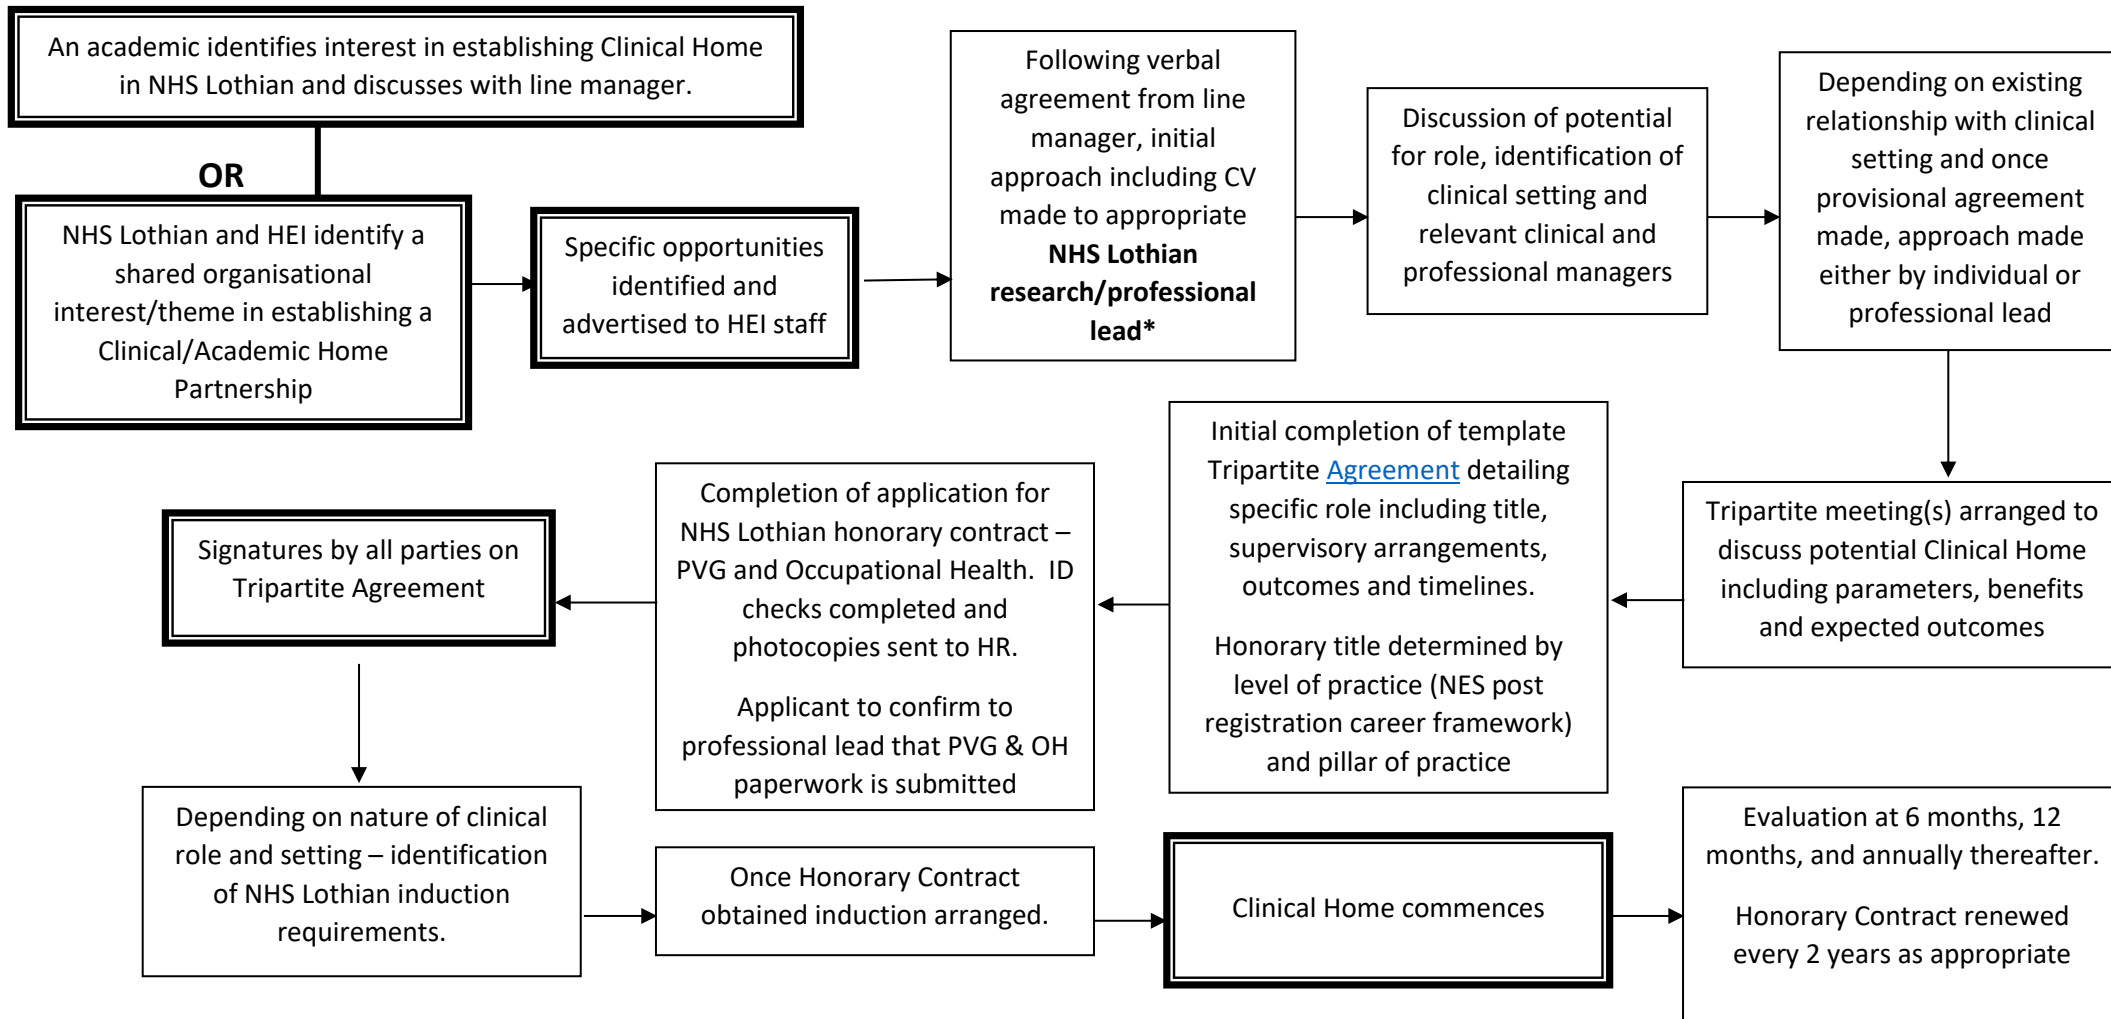 An academic identifies interest in establishing Clinical Home
in NHS Lothian and discusses with line manager.
OR
NHS Lothian and HEI identify a
shared organisational
interest/theme in establishing a
Clinical/Academic Home
Partnership
Specific opportunities
identified and
advertised to HEI staff
Following verbal
agreement from line
manager, initial
approach including CV
made to appropriate
NHS Lothian
research/professional
lead*
Discussion of potential
for role, identification of
clinical setting and
relevant clinical and
professional managers
Depending on existing
relationship with clinical
setting and once
provisional agreement
made, approach made
either by individual or
professional lead
Tripartite meeting(s) arranged to
discuss potential Clinical Home
including parameters, benefits
and expected outcomes
Initial completion of template
Tripartite Agreement detailing
specific role including title,
supervisory arrangements,
outcomes and timelines.
Honorary title determined by
level of practice (NES post
registration career framework)
and pillar of practice
Completion of application for
NHS Lothian honorary contract –
PVG and Occupational Health.  ID
checks completed and
photocopies sent to HR.
Applicant to confirm to
professional lead that PVG & OH
paperwork is submitted
Signatures by all parties on
Tripartite Agreement
Depending on nature of clinical
role and setting – identification
of NHS Lothian induction
requirements.
Once Honorary Contract
obtained induction arranged.
Clinical Home commences
Evaluation at 6 months, 12
months, and annually thereafter.
Honorary Contract renewed
every 2 years as appropriate